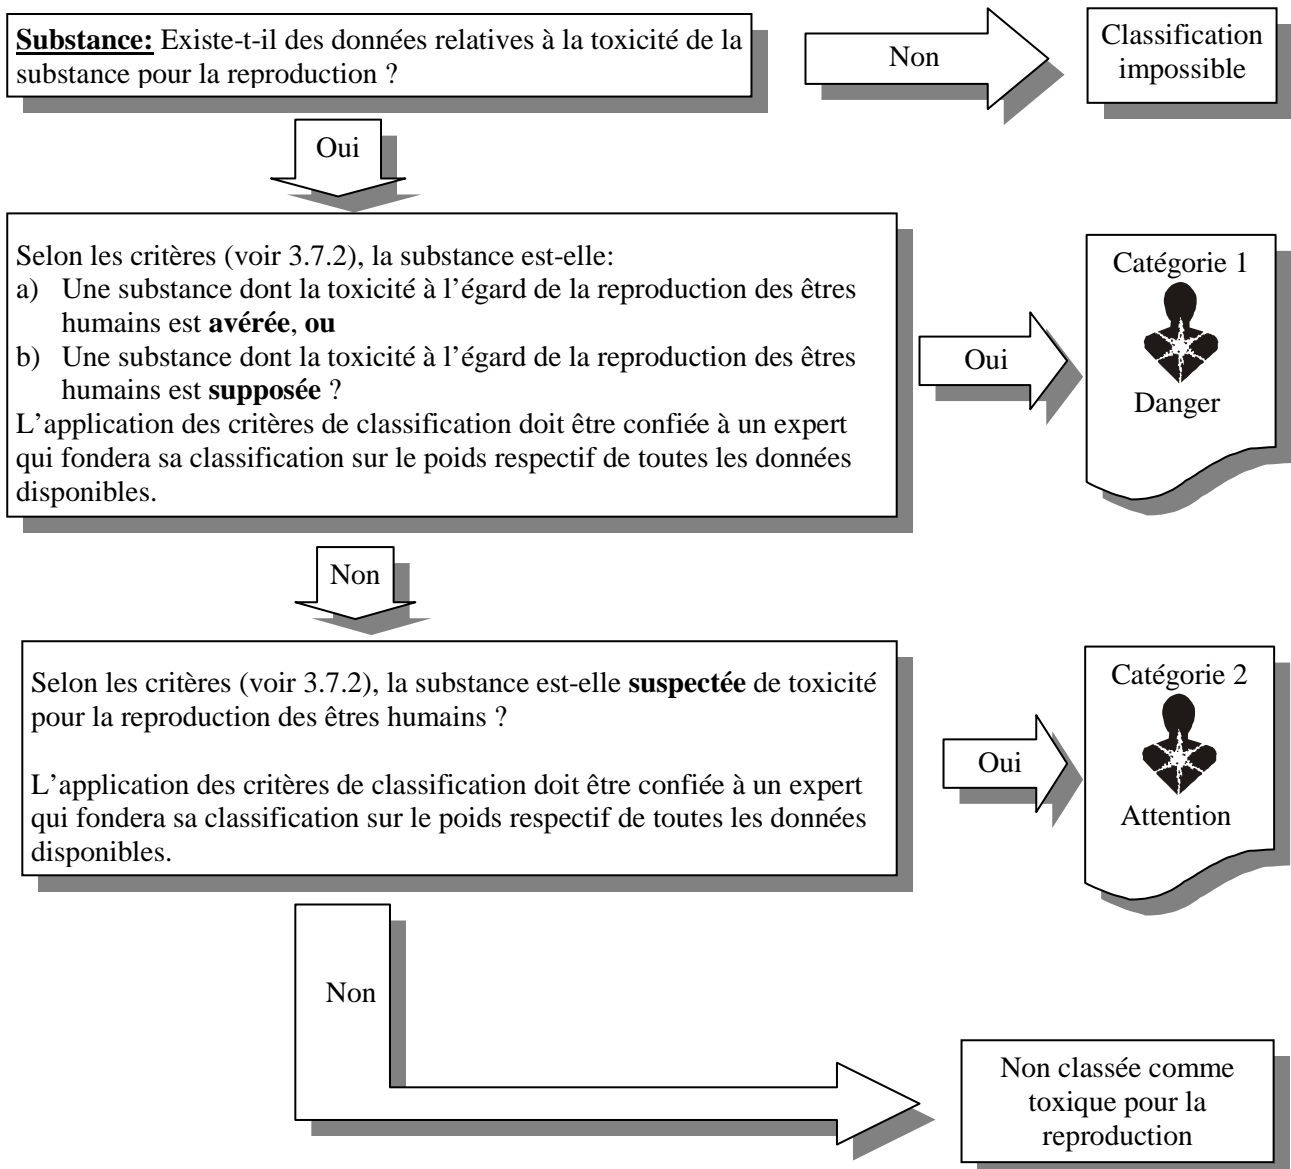 Substance: Existe-t-il des données relatives à la toxicité de la
substance pour la reproduction ?
Non
Classification
impossible
Oui
Selon les critères (voir 3.7.2), la substance est-elle:
a) Une substance dont la toxicité à l’égard de la reproduction des êtres
humains est avérée, ou
b) Une substance dont la toxicité à l’égard de la reproduction des êtres
humains est supposée ?
L’application des critères de classification doit être confiée à un expert
qui fondera sa classification sur le poids respectif de toutes les données
disponibles.
Oui
Catégorie 1
Danger
Non
Selon les critères (voir 3.7.2), la substance est-elle suspectée de toxicité
pour la reproduction des êtres humains ?
L’application des critères de classification doit être confiée à un expert
qui fondera sa classification sur le poids respectif de toutes les données
disponibles.
Oui
Catégorie 2
Attention
Non
Non classée comme
toxique pour la
reproduction